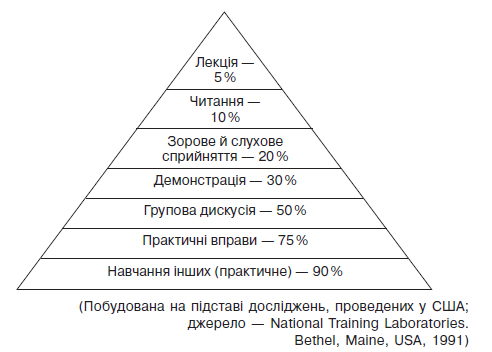 Лекція —
5 %
Читання —
10 %
Зорове й слухове
сприйняття — 20 %
Демонстрація — 30 %
Групова дискусія — 50 %
Практичні вправи — 75 %
Навчання інших (практичне) — 90 %
(Побудована на підставі досліджень, проведених у США;
джерело — National Training Laboratories.
Bethel, Maine, USA, 1991)